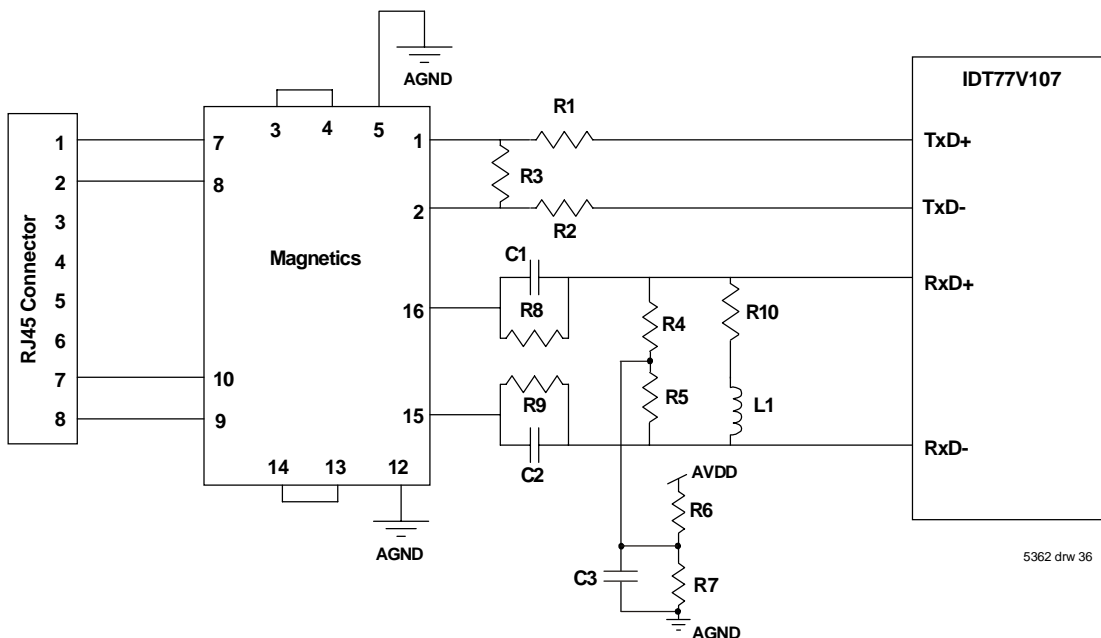 AGND
IDT77V107
RJ45 Connector
1
2
3
4
5
6
7
8
Magnetics
3
4
5
7
8
10
9
14
13
12
1
2
16
15
AGND
R1
R3
R2
C1
R8
R9
C2
R4
R5
R10
L1
AVDD
R6
C3
R7
AGND
TxD+
TxD-
RxD+
RxD-
5362 drw 36